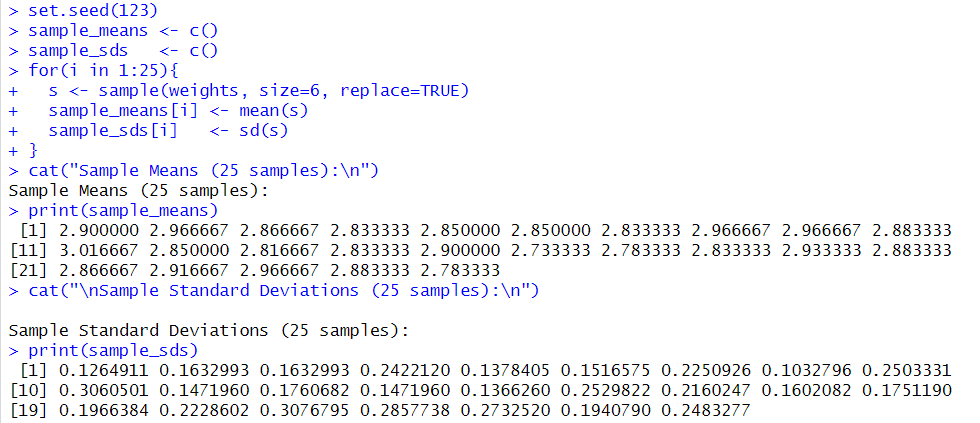 > set.seed(123)
> sample_means <- c()
> sample_sds   <- c()
> for(i in 1:25){
+   s <- sample(weights, size=6, replace=TRUE)
+   sample_means[i] <- mean(s)
+   sample_sds[i]   <- sd(s)
+ }
> cat("Sample Means (25 samples):\n")
Sample Means (25 samples):
> print(sample_means)
 [1] 2.900000 2.966667 2.866667 2.833333 2.850000 2.850000 2.833333 2.966667 2.966667 2.883333
[11] 3.016667 2.850000 2.816667 2.833333 2.900000 2.733333 2.783333 2.833333 2.933333 2.883333
[21] 2.866667 2.916667 2.966667 2.883333 2.783333
> cat("\nSample Standard Deviations (25 samples):\n")

Sample Standard Deviations (25 samples):
> print(sample_sds)
 [1] 0.1264911 0.1632993 0.1632993 0.2422120 0.1378405 0.1516575 0.2250926 0.1032796 0.2503331
[10] 0.3060501 0.1471960 0.1760682 0.1471960 0.1366260 0.2529822 0.2160247 0.1602082 0.1751190
[19] 0.1966384 0.2228602 0.3076795 0.2857738 0.2732520 0.1940790 0.2483277